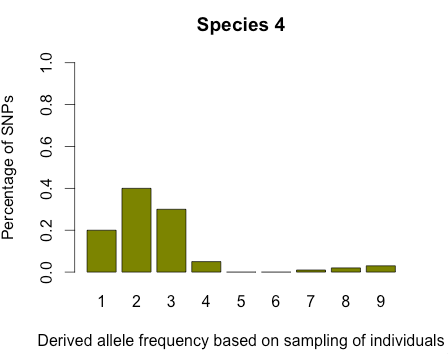 Species 4
Percentage of SNPs
1.0
0.8
0.6
0.4
0.2
0.0
1 2 3 4 5 6 7 8 9
Derived allele frequency based on sampling of individuals